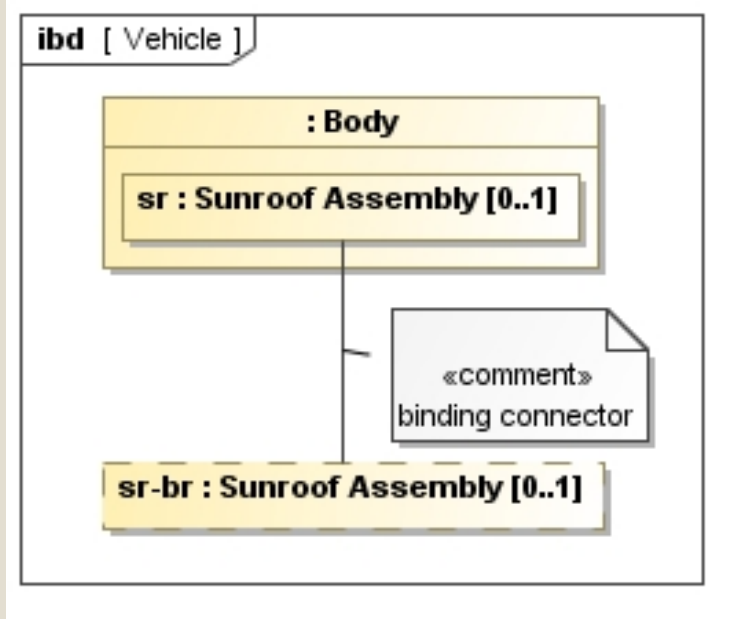 ibd [ Vehicle ]
: Body
sr : Sunroof Assembly [0..1]
«comment»
binding connector
sr-br : Sunroof Assembly [0..1]